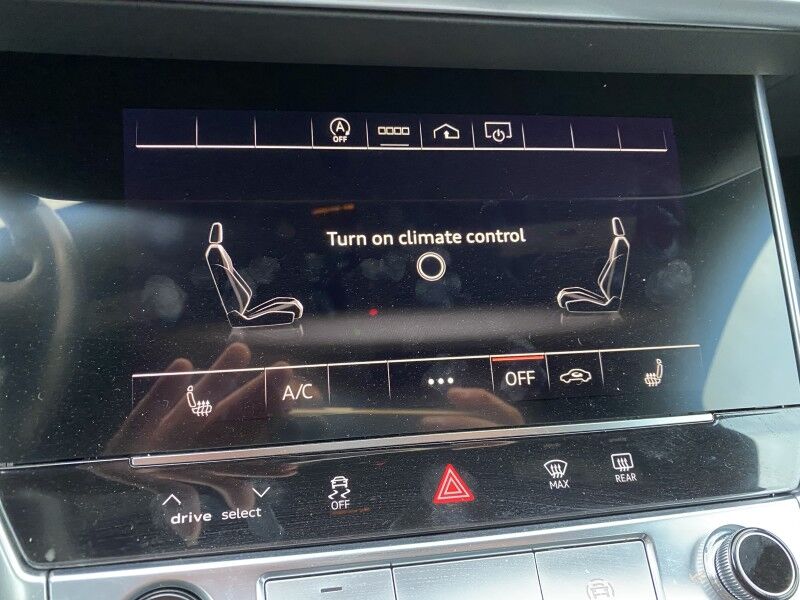 A
OFF
Turn on climate control
A/C
OFF
drive select
OFF
MAX
REAR